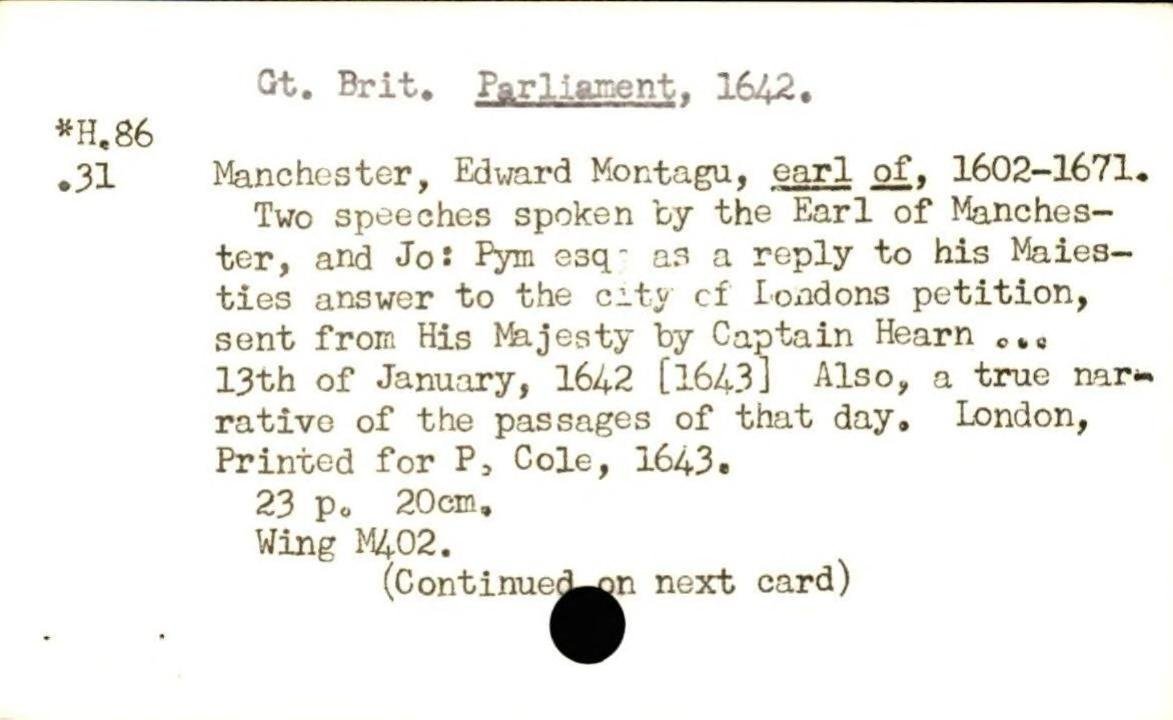 Gt. Brit. Parliament, 1642.
*H.86
.31 Manchester, Edward Montagu, earl of, 1602-1671.
Two speeches spoken by the Earl of Manches-
ter, and Jo: Pym esq: as a reply to his Maies-
ties answer to the city of Londons petition,
sent from His Majesty by Captain Hearn ...
13th of January, 1642 [1643] Also, a true nar-
rative of the passages of that day. London,
Printed for P. Cole, 1643.
23 p. 20cm.
Wing M402.
(Continued on next card)